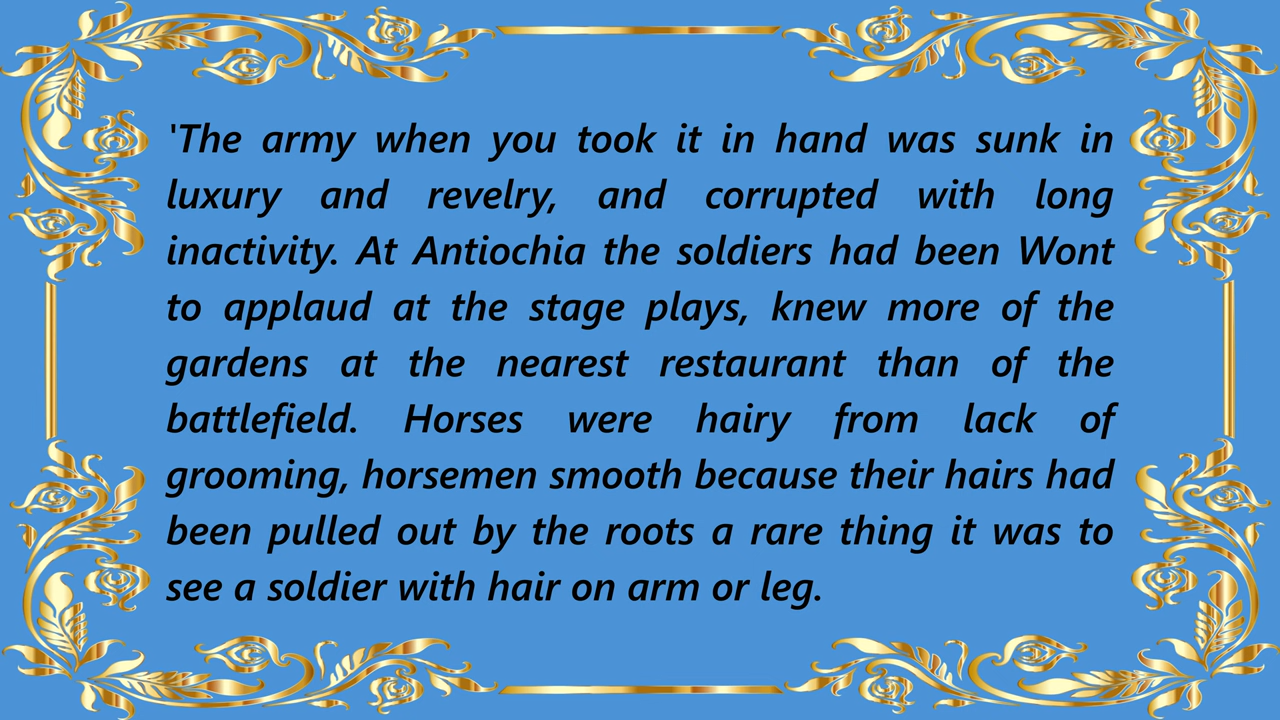 'The army when you took it in hand was sunk in
luxury and revelry, and corrupted with long
inactivity. At Antiochia the soldiers had been Wont
to applaud at the stage plays, knew more of the
gardens at the nearest restaurant than of the
battlefield. Horses were hairy from lack of
grooming, horsemen smooth because their hairs had
been pulled out by the roots a rare thing it was to
see a soldier with hair on arm or leg.